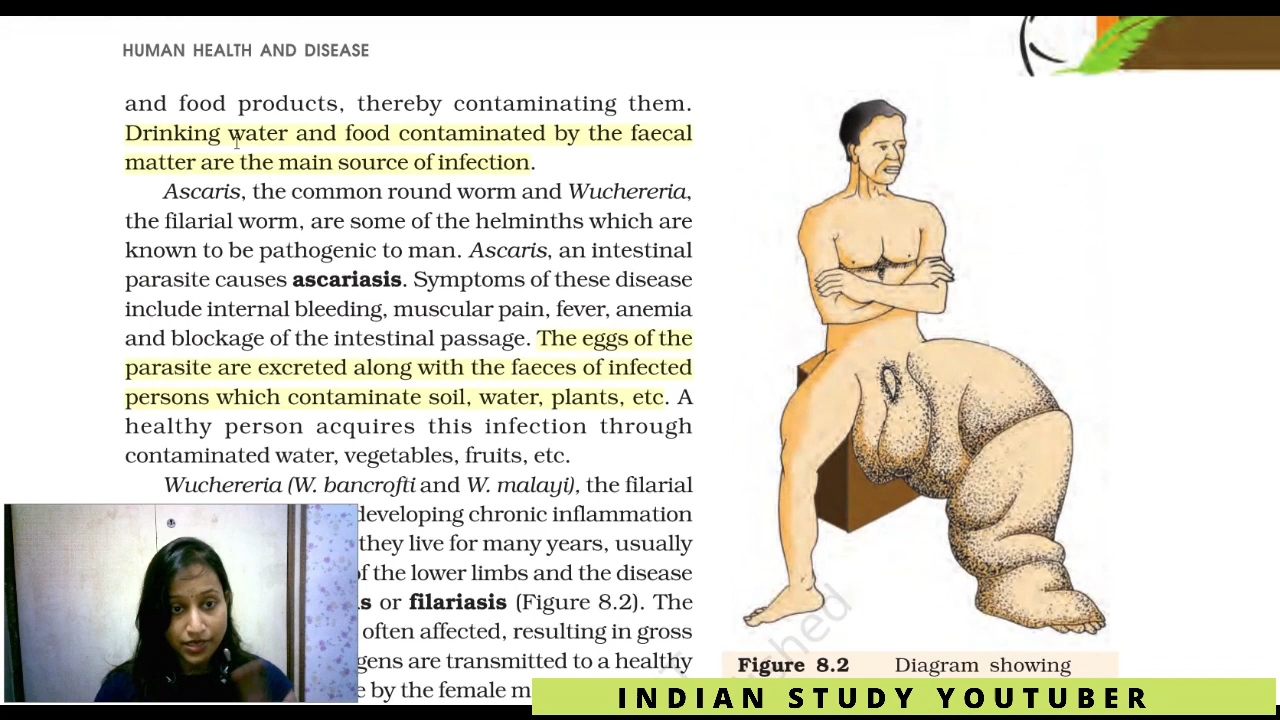 HUMAN HEALTH AND DISEASE
and food products, thereby contaminating them.
Drinking water and food contaminated by the faecal
matter are the main source of infection.
Ascaris, the common round worm and Wuchereria,
the filarial worm, are some of the helminths which are
known to be pathogenic to man. Ascaris, an intestinal
parasite causes ascariasis. Symptoms of these disease
include internal bleeding, muscular pain, fever, anemia
and blockage of the intestinal passage. The eggs of the
parasite are excreted along with the faeces of infected
persons which contaminate soil, water, plants, etc. A
healthy person acquires this infection through
contaminated water, vegetables, fruits, etc.
Wuchereria (W. bancrofti and W. malayi), the filarial
developing chronic inflammation
they live for many years, usually
of the lower limbs and the disease
or filariasis (Figure 8.2). The
often affected, resulting in gross
are transmitted to a healthy
by the female
Figure 8.2 Diagram showing
INDIAN STUDY YOUTUBER